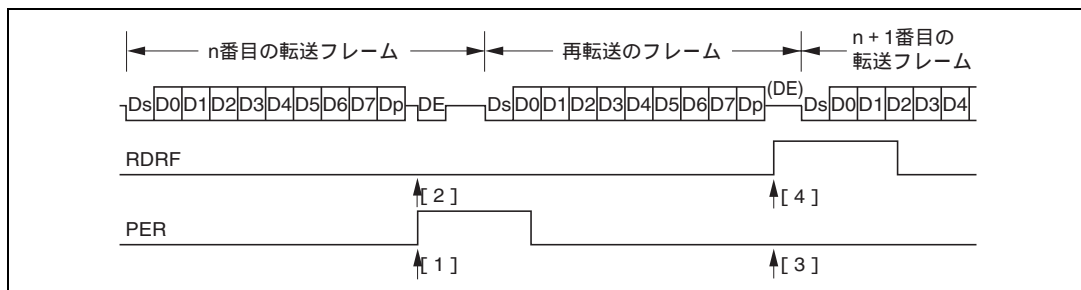 n番目の転送フレーム
再転送のフレーム
n + 1番目の
転送フレーム
Ds D0 D1 D2 D3 D4 D5 D6 D7 Dp DE Ds D0 D1 D2 D3 D4 D5 D6 D7 Dp (DE) Ds D0 D1 D2 D3 D4
RDRF
[ 2 ] [ 4 ]
PER
[ 1 ] [ 3 ]